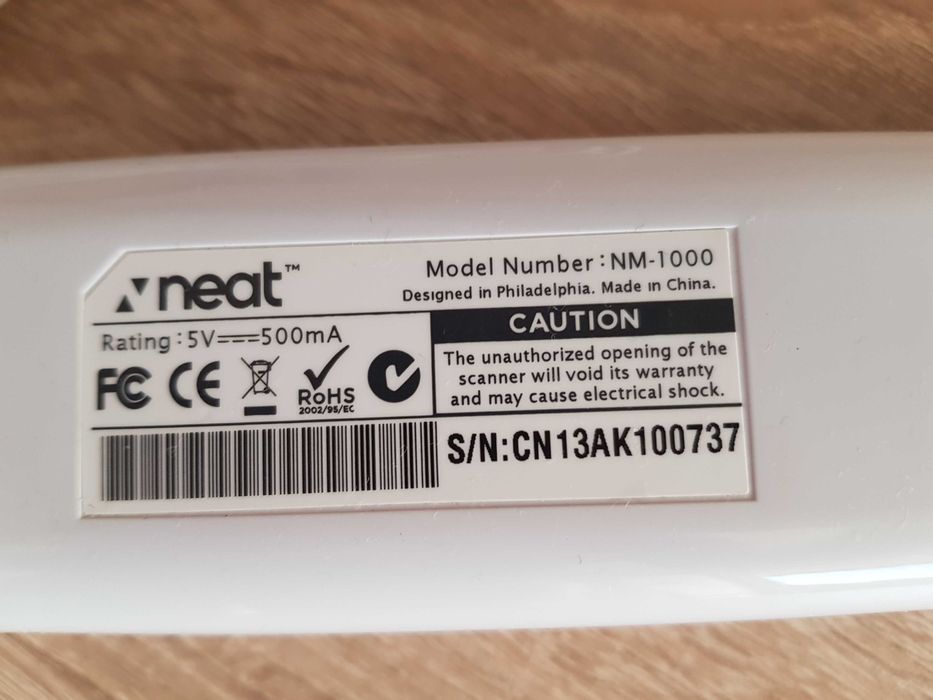 neat™
Model Number : NM-1000
Designed in Philadelphia. Made in China.
Rating : 5V⎓500mA
CAUTION
The unauthorized opening of the
scanner will void its warranty
and may cause electrical shock.
FC CE
RoHS
2002/95/EC
S/N:CN13AK100737